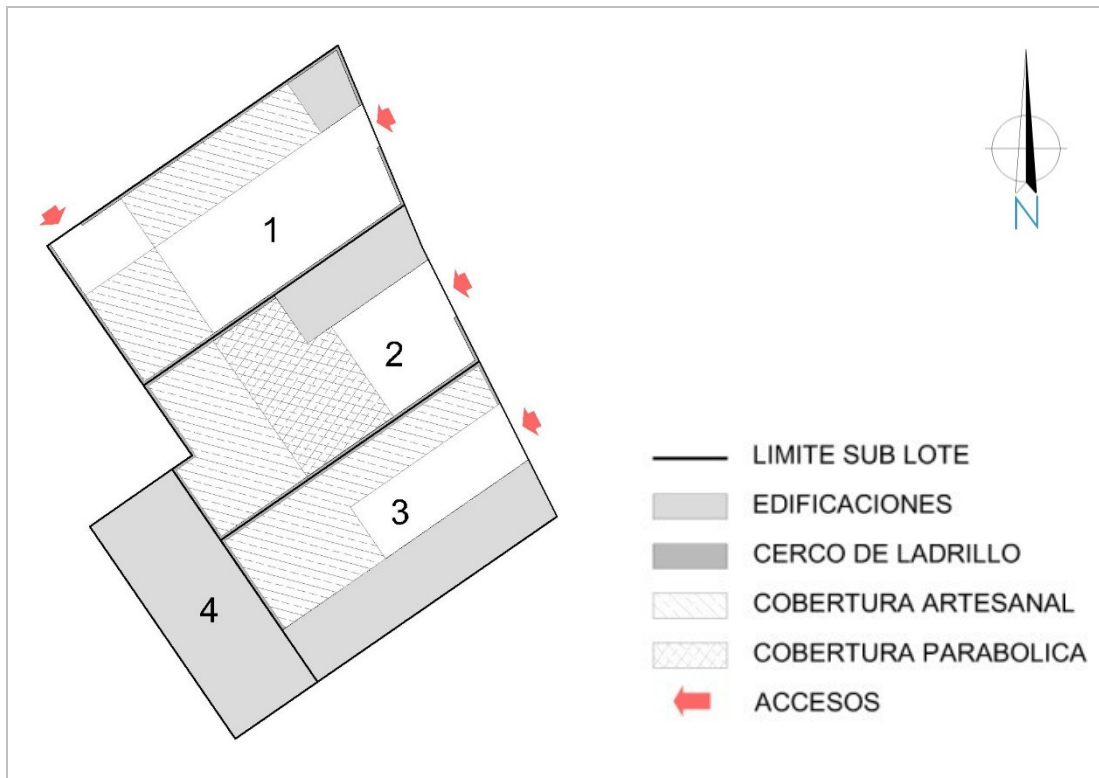 1
N
2
3
4
LIMITE SUB LOTE
EDIFICACIONES
CERCO DE LADRILLO
COBERTURA ARTESANAL
COBERTURA PARABOLICA
ACCESOS